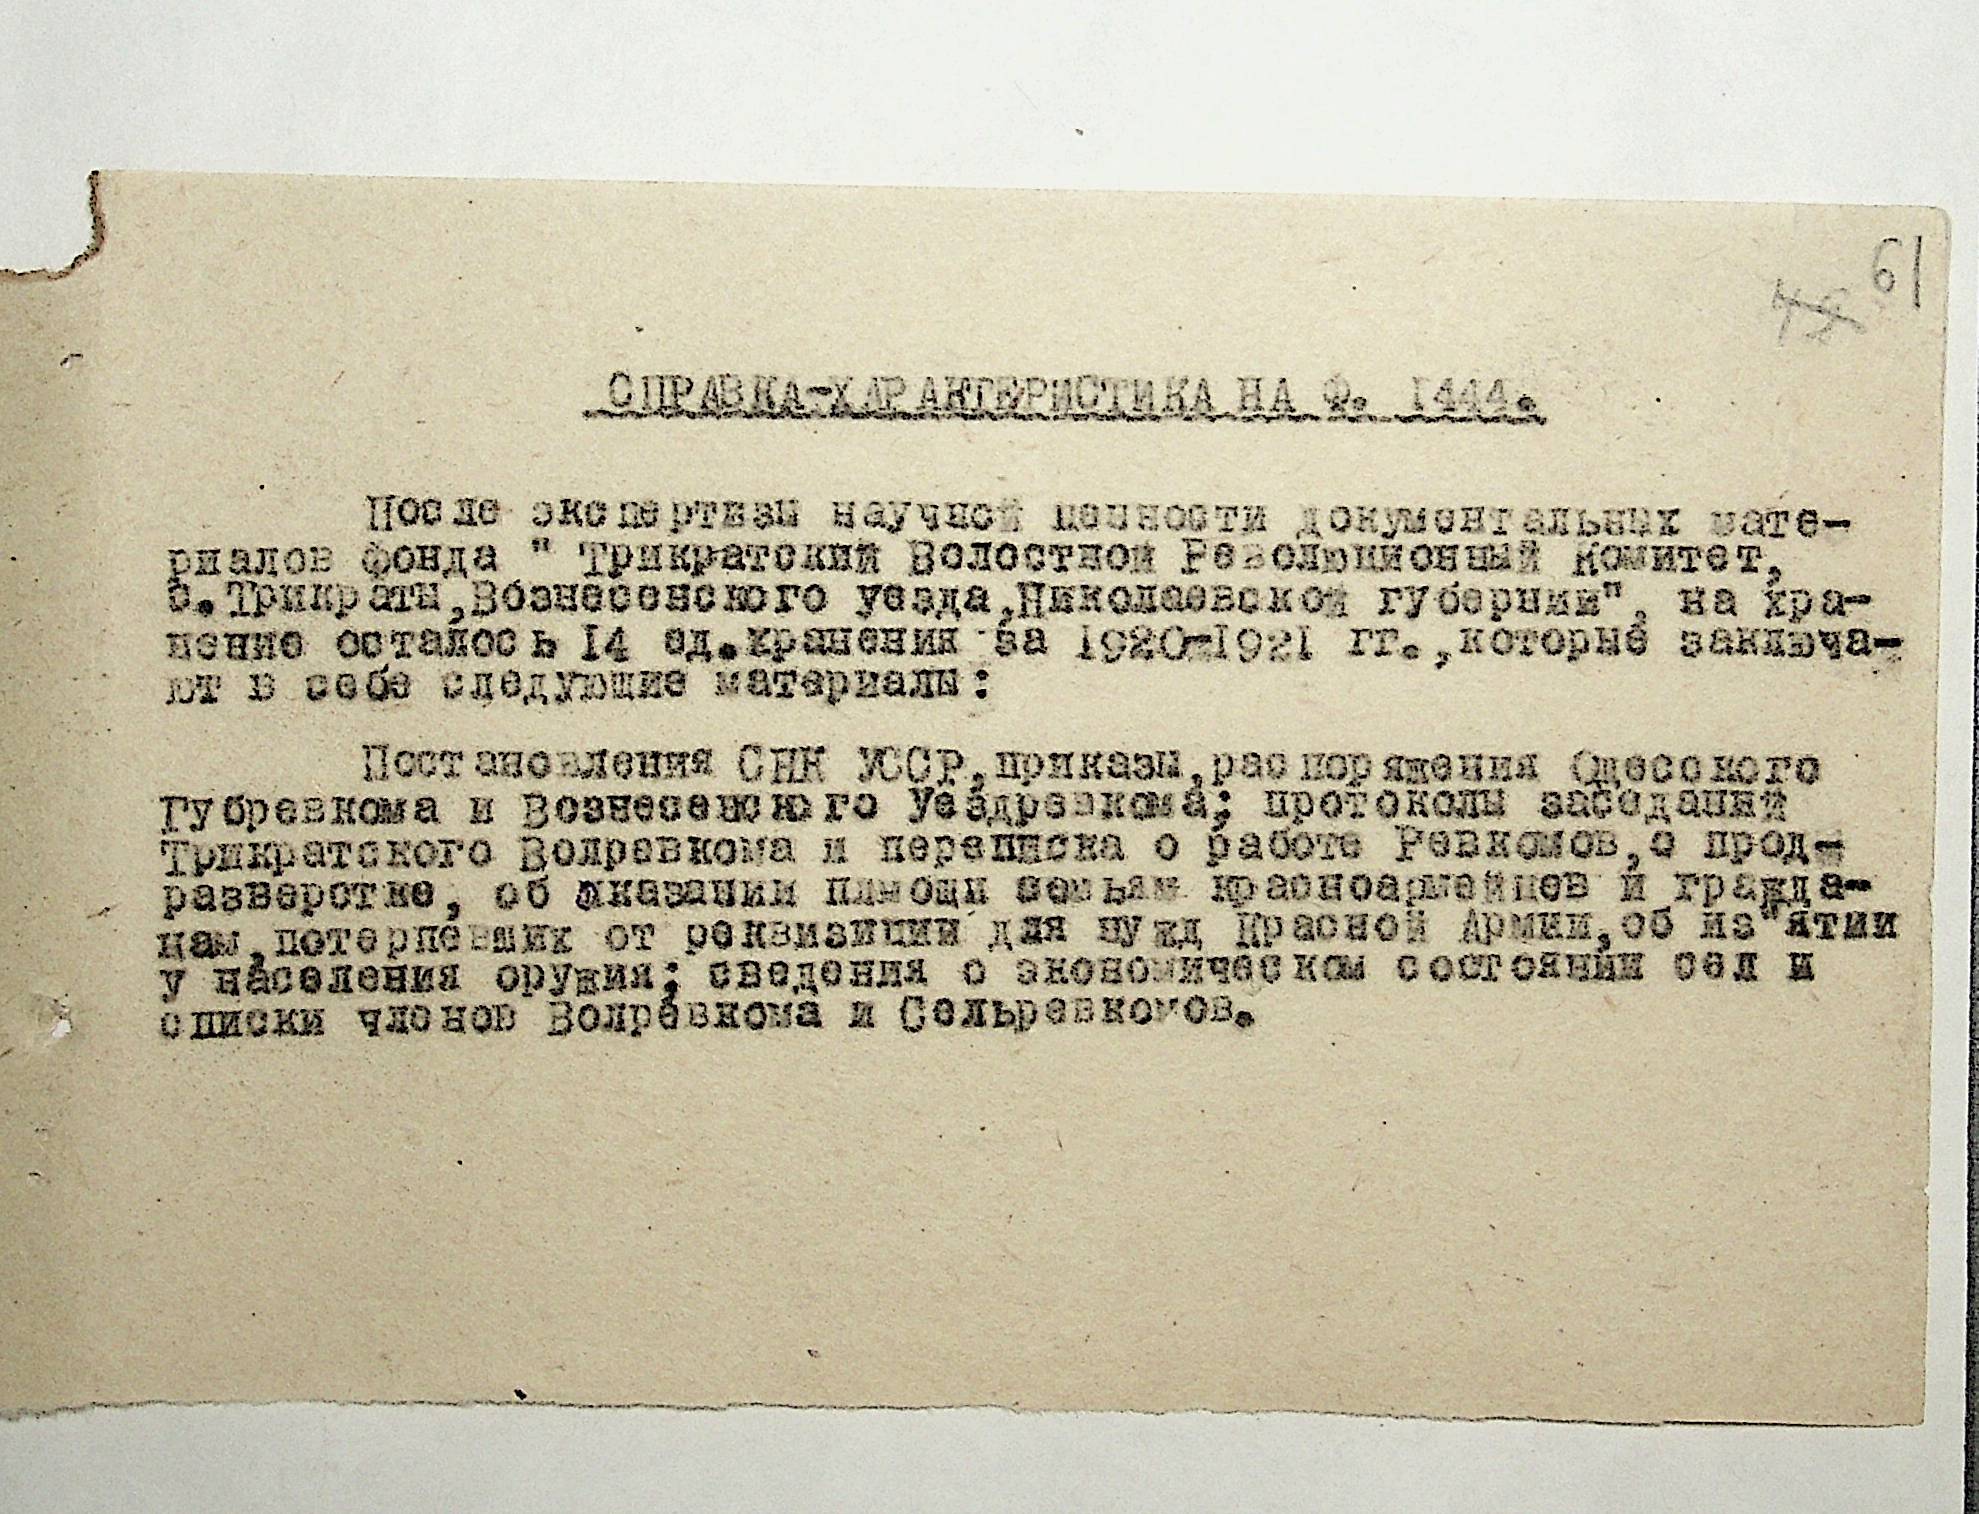 61
СПРАВКА-ХАРАКТЕРИСТИКА НА Ф. 1444.
После экспертизы научной ценности документальных мате-
риалов фонда " Трикратский Волостной Революционный Комитет,
с.Трикраты,Вознесенского уезда,Николаевской губернии", на хра-
нение осталось 14 ед.хранения за 1920-1921 гг.,которые заключа-
ют в себе следующие материалы:
Постановления СНК УССР,приказы,распоряжения Одесского
Губревкома и Вознесенского Уездревкома; протоколы заседаний
Трикратского Волревкома и переписка о работе Ревкомов,о прод-
разверстке, об оказании помощи семьям красноармейцев и гражда-
нам,потерпевших от реквизиции для нужд Красной Армии,об из"ятии
у населения оружия; сведения о экономическом состоянии сел и
списки членов Волревкома и Сельревкомов.